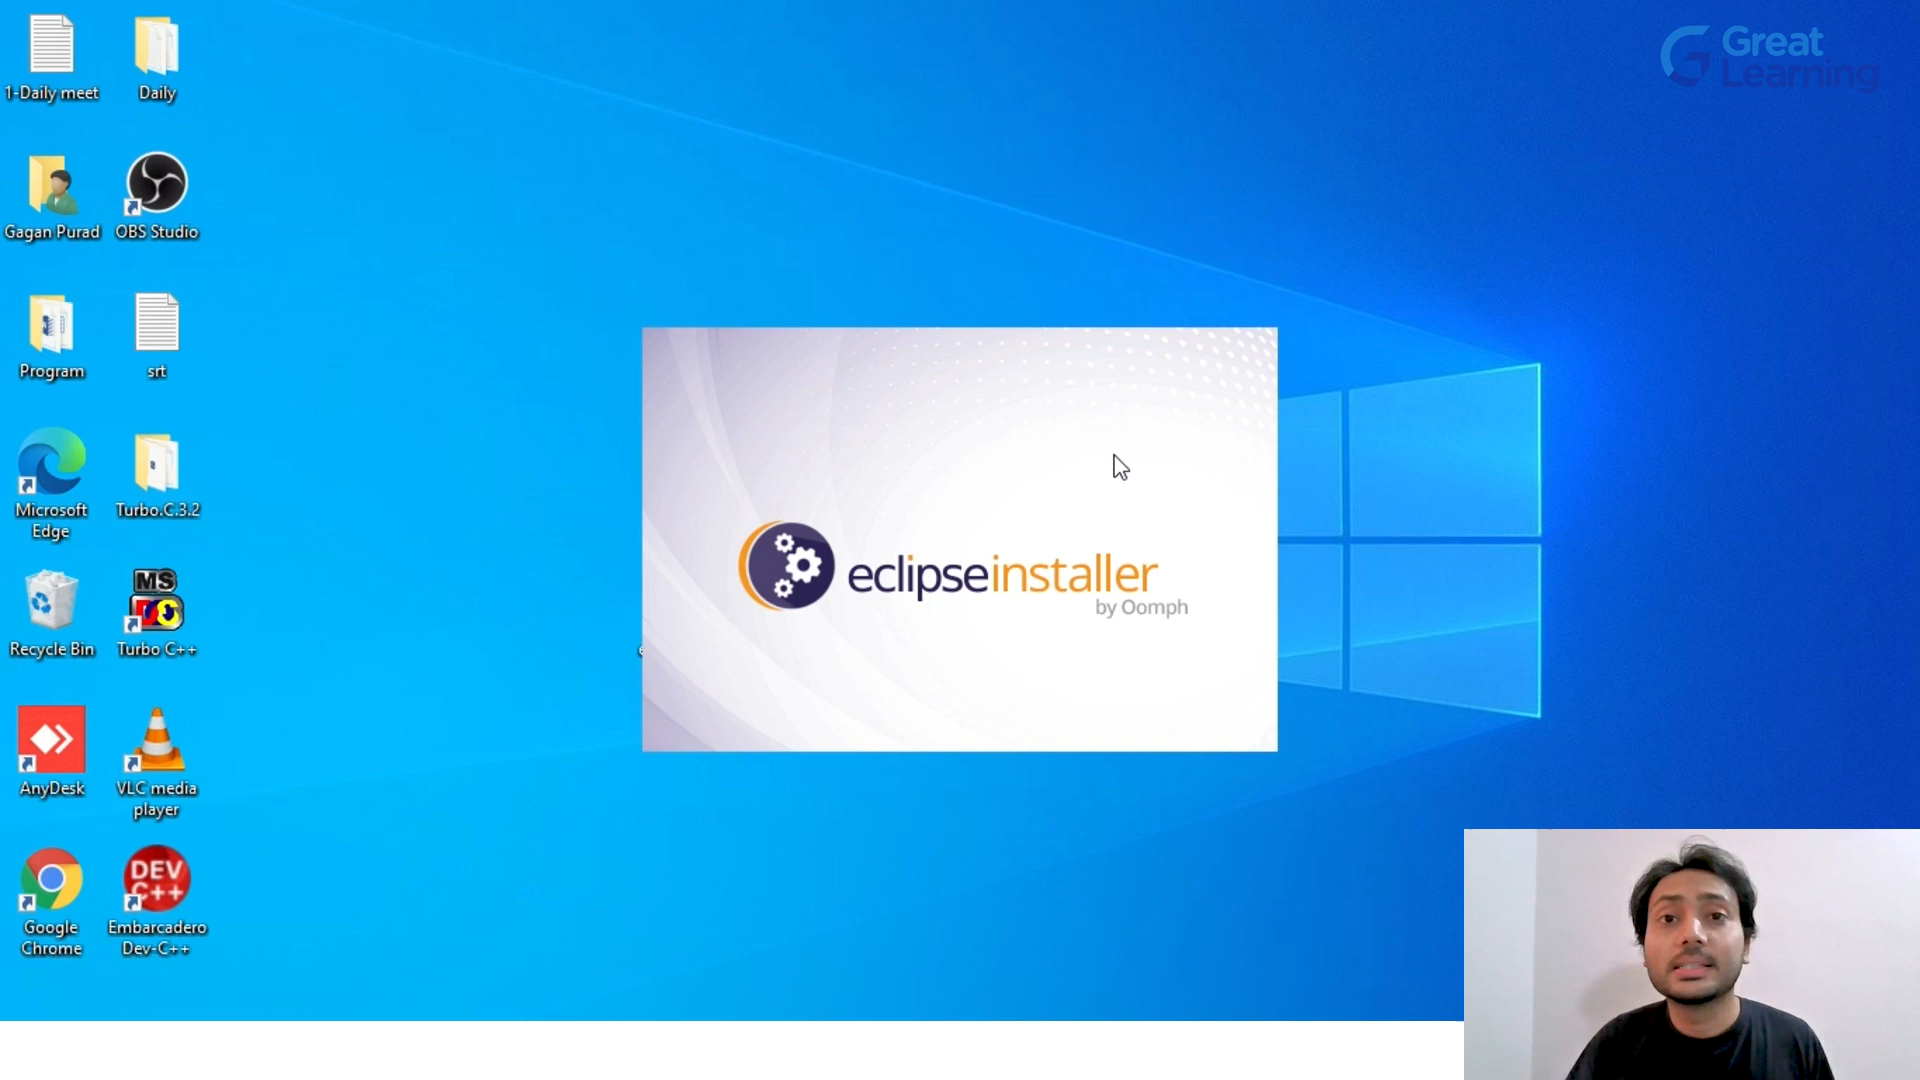 Great
Learning
1-Daily meet
Daily
Gagan Purad
OBS Studio
Program
srt
Microsoft
Edge
Turbo.C.3.2
Recycle Bin
MS
Turbo C++
AnyDesk
VLC media
player
Google
Chrome
DEV
C++
Embarcadero
Dev-C++
eclipseinstaller
by Oomph